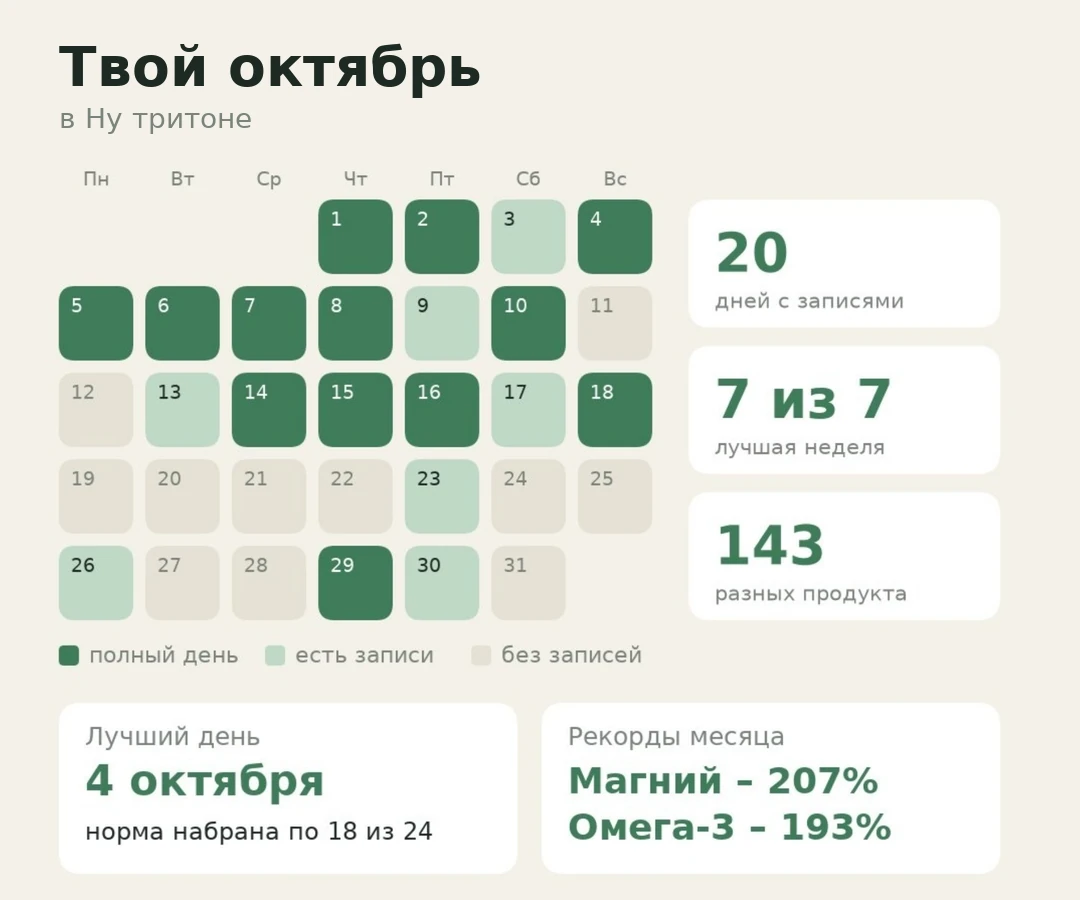 Твой октябрь
в Ну тритоне
Пн Вт Ср Чт Пт Сб Вс
1 2 3 4
5 6 7 8 9 10 11
12 13 14 15 16 17 18
19 20 21 22 23 24 25
26 27 28 29 30 31
20
дней с записями
7 из 7
лучшая неделя
143
разных продукта
полный день есть записи без записей
Лучший день
4 октября
норма набрана по 18 из 24
Рекорды месяца
Магний – 207%
Омега-3 – 193%